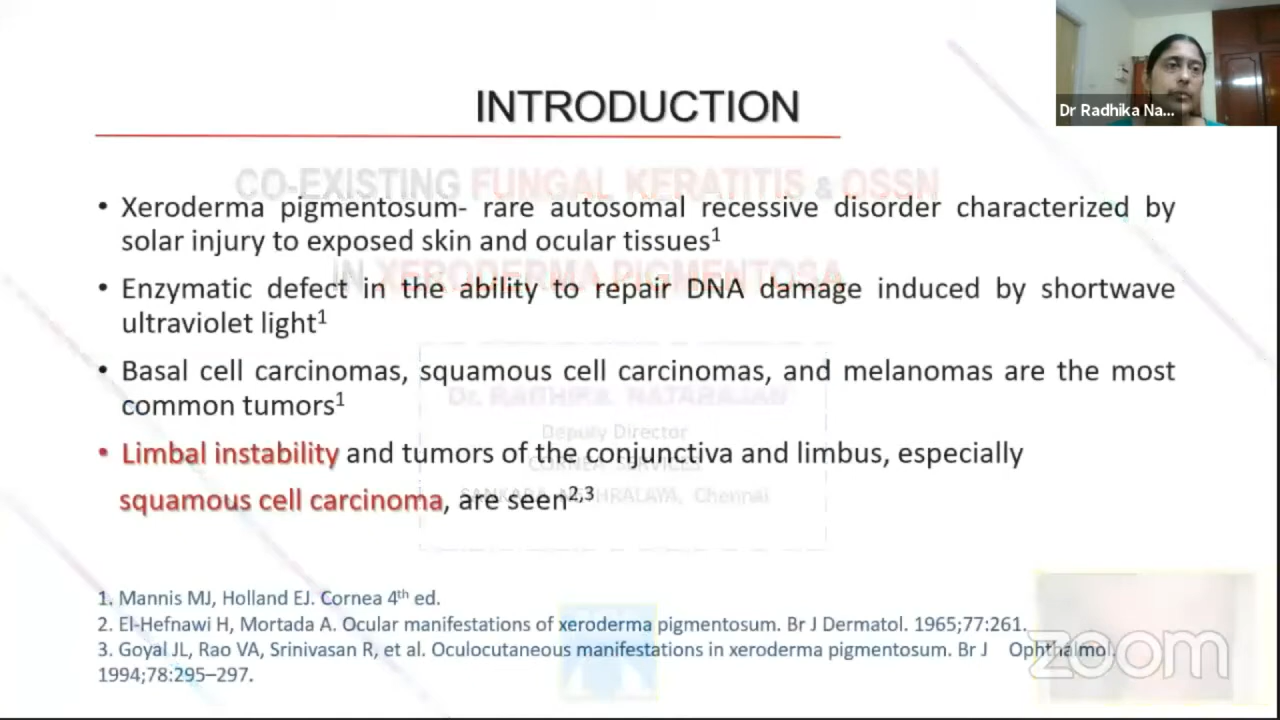 Dr Radhika Na...
INTRODUCTION
CO-EXISTING FUNGAL KERATITIS & OSSN
• Xeroderma pigmentosum- rare autosomal recessive disorder characterized by
solar injury to exposed skin and ocular tissues1
IN XERODERMA PIGMENTOSA
• Enzymatic defect in the ability to repair DNA damage induced by shortwave
ultraviolet light1
• Basal cell carcinomas, squamous cell carcinomas, and melanomas are the most
common tumors1
Dr. RADHIKA NATARAJAN
Deputy Director
• Limbal instability and tumors of the conjunctiva and limbus, especially
CORNEA SERVICES
squamous cell carcinoma, are seen2,3
SANKARA NETHRALAYA, Chennai
1. Mannis MJ, Holland EJ. Cornea 4th ed.
2. El-Hefnawi H, Mortada A. Ocular manifestations of xeroderma pigmentosum. Br J Dermatol. 1965;77:261.
3. Goyal JL, Rao VA, Srinivasan R, et al. Oculocutaneous manifestations in xeroderma pigmentosum. Br J Ophthalmol.
1994;78:295–297.
zoom